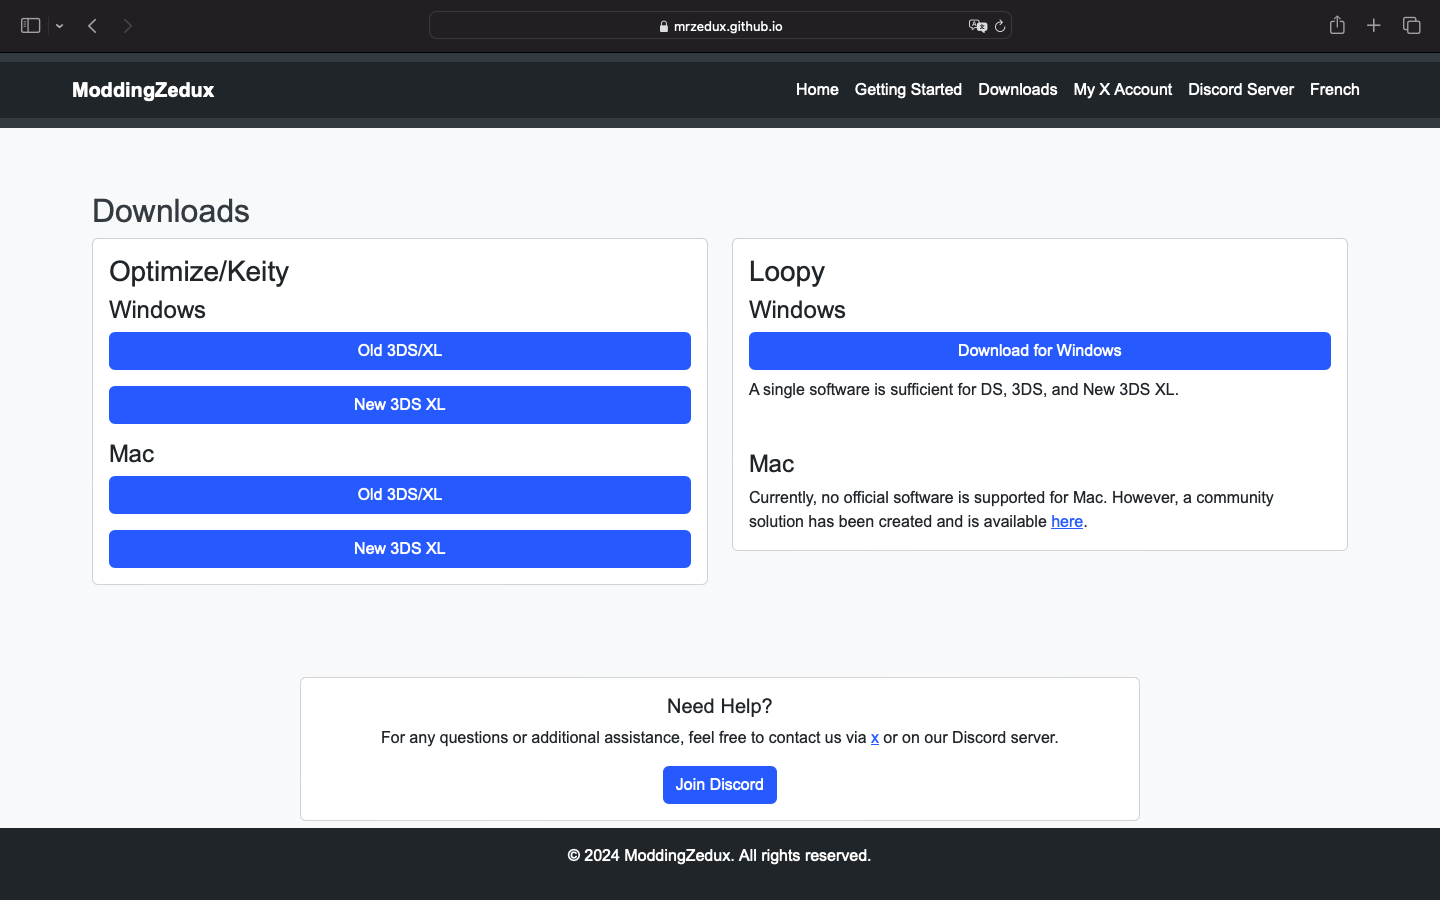 mrzedux.github.io
ModdingZedux
Home Getting Started Downloads My X Account Discord Server French
Downloads
Optimize/Keity
Windows
Old 3DS/XL
New 3DS XL
Mac
Old 3DS/XL
New 3DS XL
Loopy
Windows
Download for Windows
A single software is sufficient for DS, 3DS, and New 3DS XL.
Mac
Currently, no official software is supported for Mac. However, a community
solution has been created and is available here.
Need Help?
For any questions or additional assistance, feel free to contact us via x or on our Discord server.
Join Discord
© 2024 ModdingZedux. All rights reserved.